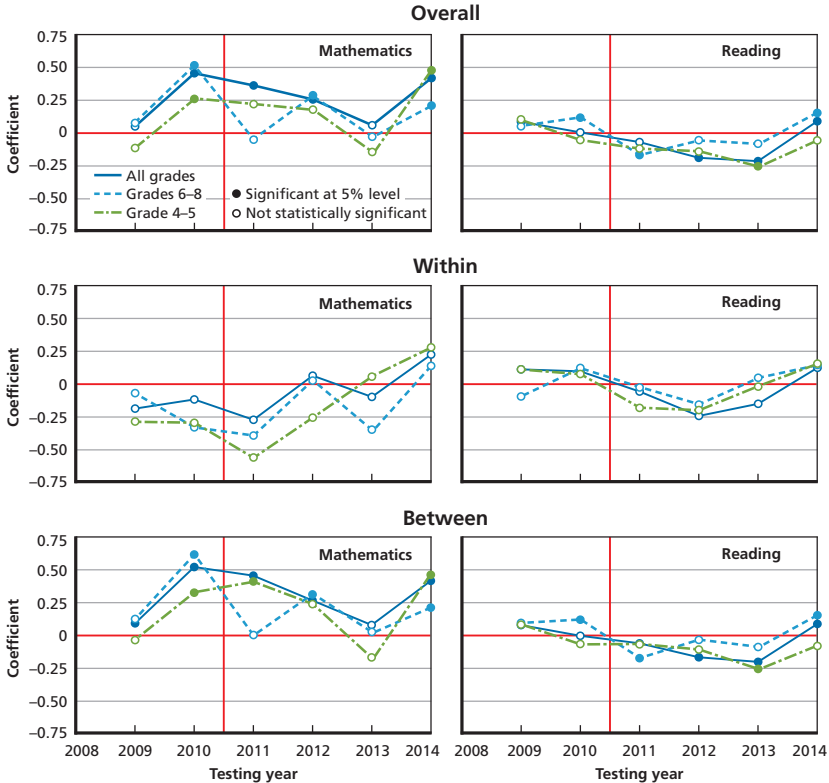 Overall
Coefficient
0.75
0.50
0.25
0
–0.25
–0.50
–0.75
Mathematics
All grades
Grades 6–8
Grade 4–5
Significant at 5% level
Not statistically significant
Reading
Within
Coefficient
0.75
0.50
0.25
0
–0.25
–0.50
–0.75
Mathematics
Reading
Between
Coefficient
0.75
0.50
0.25
0
–0.25
–0.50
–0.75
Mathematics
Reading
2008 2009 2010 2011 2012 2013 2014
Testing year
2008 2009 2010 2011 2012 2013 2014
Testing year